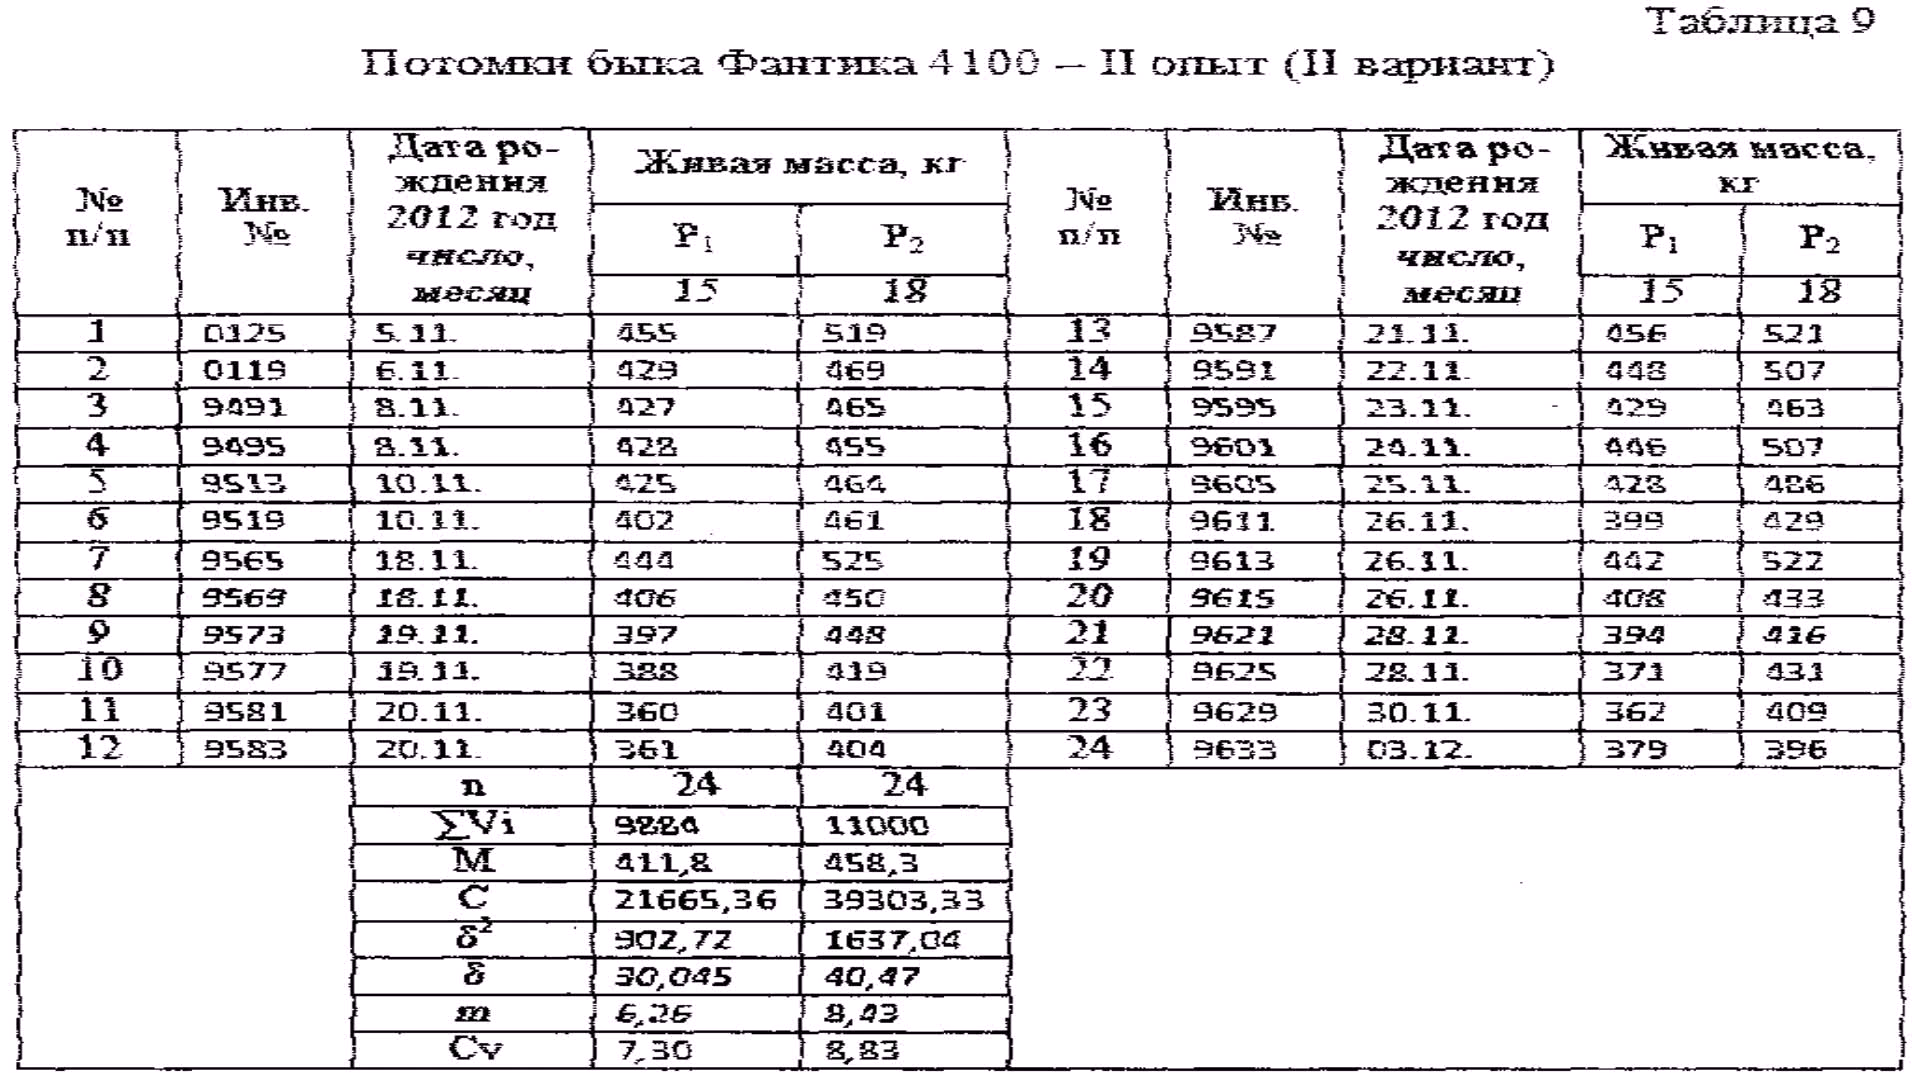 Таблица 9
Потомки быка Фантика 4100 – II опыт (II вариант)
№ п/п Инв. № Дата рождения 2012 год число, месяц Живая масса, кг № п/п Инв. № Дата рождения 2012 год число, месяц Живая масса, кг
P1 P2 P1 P2
15 18 15 18
1 0125 5.11. 455 519 13 9587 21.11. 456 521
2 0119 6.11. 429 469 14 9591 22.11. 448 507
3 9491 8.11. 427 465 15 9595 23.11. 429 463
4 9495 8.11. 428 455 16 9601 24.11. 446 507
5 9513 10.11. 425 464 17 9605 25.11. 428 486
6 9519 10.11. 402 461 18 9611 26.11. 399 429
7 9565 18.11. 444 525 19 9613 26.11. 442 522
8 9569 18.11. 406 450 20 9615 26.11. 408 433
9 9573 19.11. 397 448 21 9621 28.11. 394 416
10 9577 19.11. 388 419 22 9625 28.11. 371 431
11 9581 20.11. 360 401 23 9629 30.11. 362 409
12 9583 20.11. 361 404 24 9633 03.12. 379 396
n 24 24
∑Vi 9884 11000
M 411,8 458,3
C 21665,36 39303,33
δ² 902,72 1637,04
δ 30,045 40,47
m 6,26 8,43
Cv 7,30 8,83